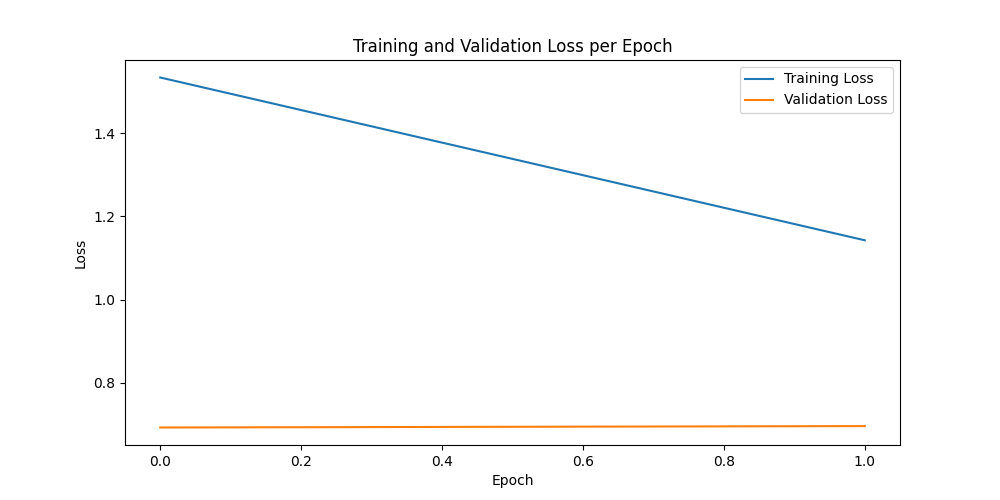 Training and Validation Loss per Epoch
Training Loss
Validation Loss
1.4
1.2
1.0
0.8
Loss
0.0 0.2 0.4 0.6 0.8 1.0
Epoch